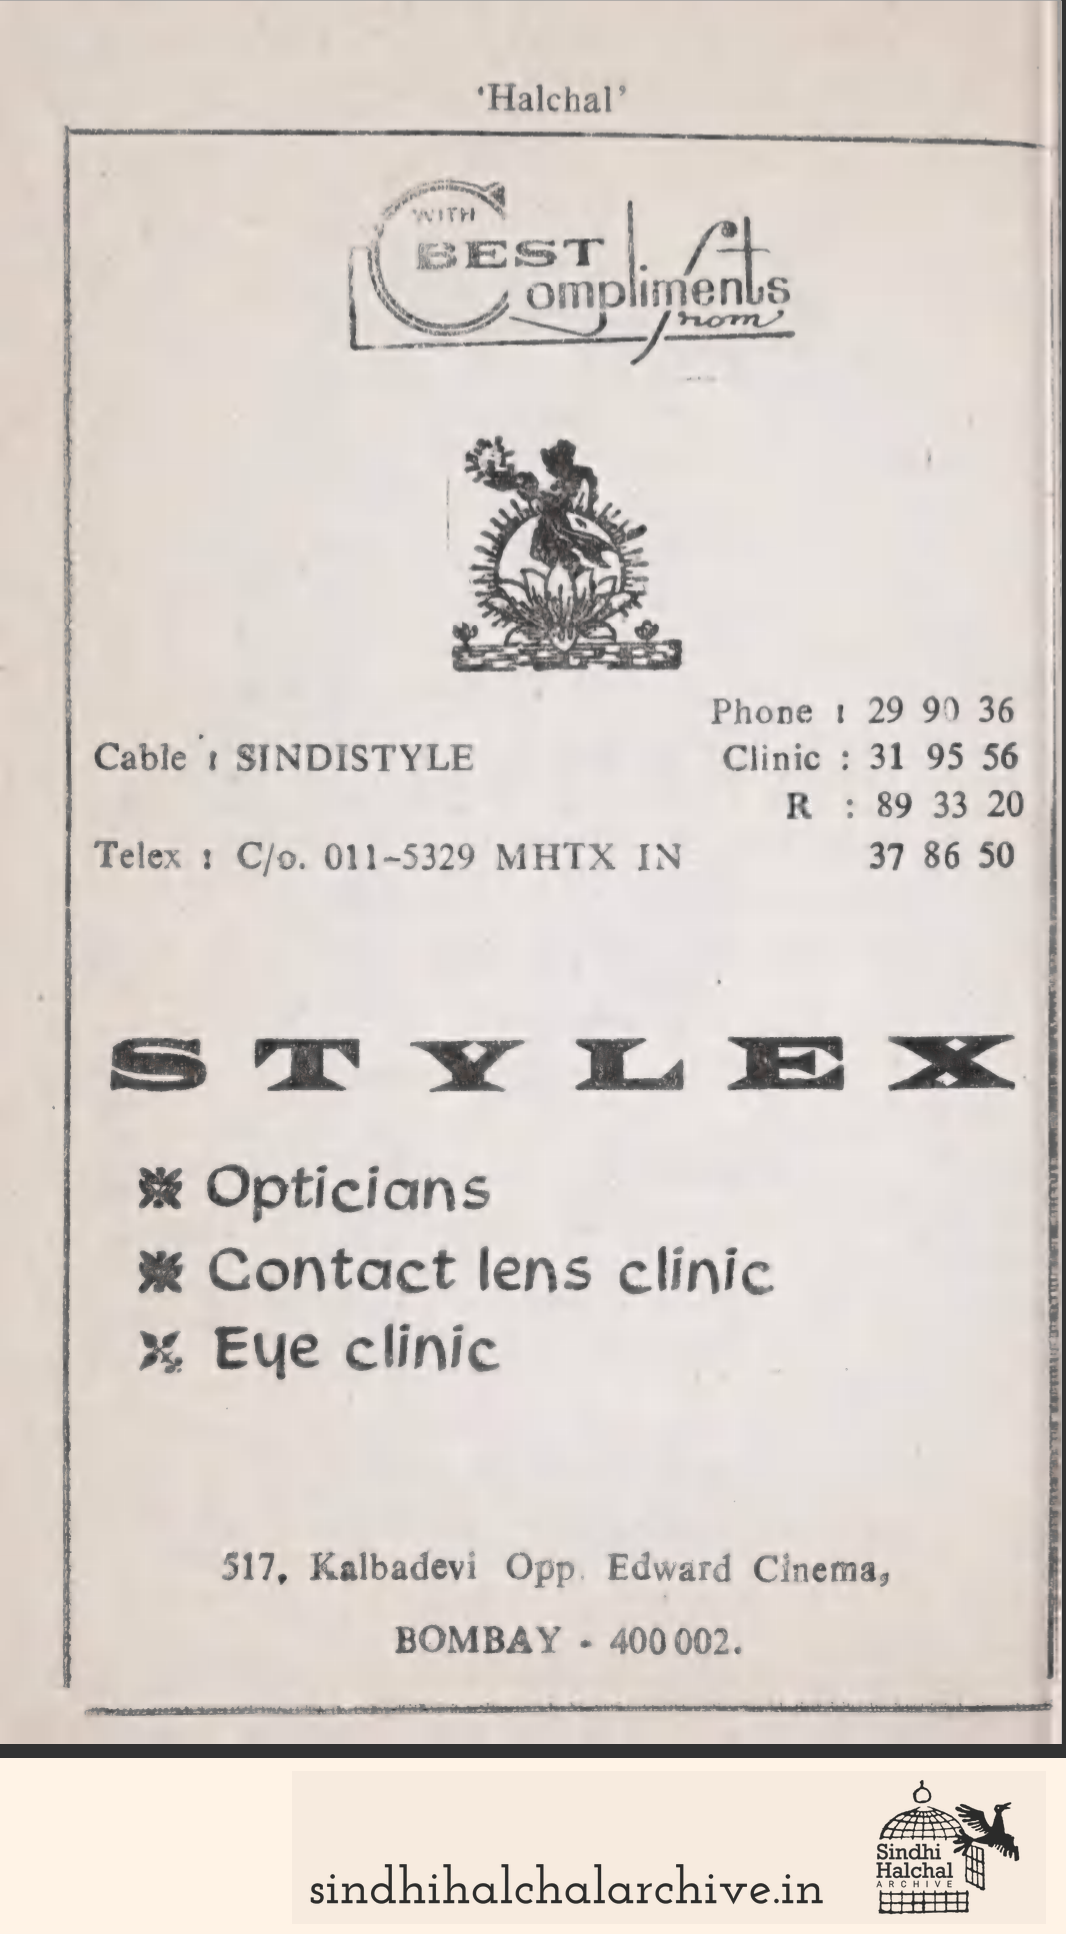 ‘Halchal’
WITH
BEST
Compliments
from
Phone : 29 90 36
Cable : SINDISTYLE Clinic : 31 95 56
R : 89 33 20
Telex : C/o. 011-5329 MHTX IN 37 86 50
STYLEX
Opticians
Contact lens clinic
Eye clinic
517, Kalbadevi Opp. Edward Cinema,
BOMBAY - 400 002.
sindhihalchalarchive.in
Sindhi
Halchal
ARCHIVE